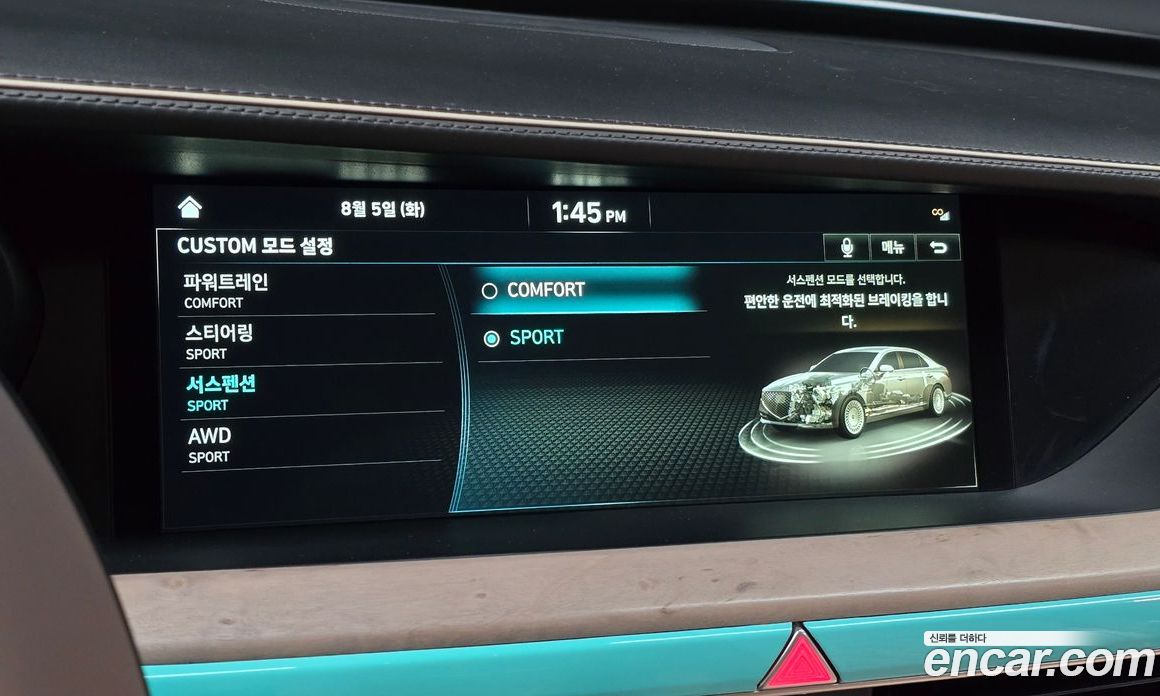 8월 5일 (화)
1:45 PM
CUSTOM 모드 설정
메뉴
파워트레인
COMFORT
스티어링
SPORT
서스펜션
SPORT
AWD
SPORT
COMFORT
SPORT
서스펜션 모드를 선택합니다.
편안한 운전에 최적화된 브레이킹을 합니
다.
신뢰를 더하다
encar.com